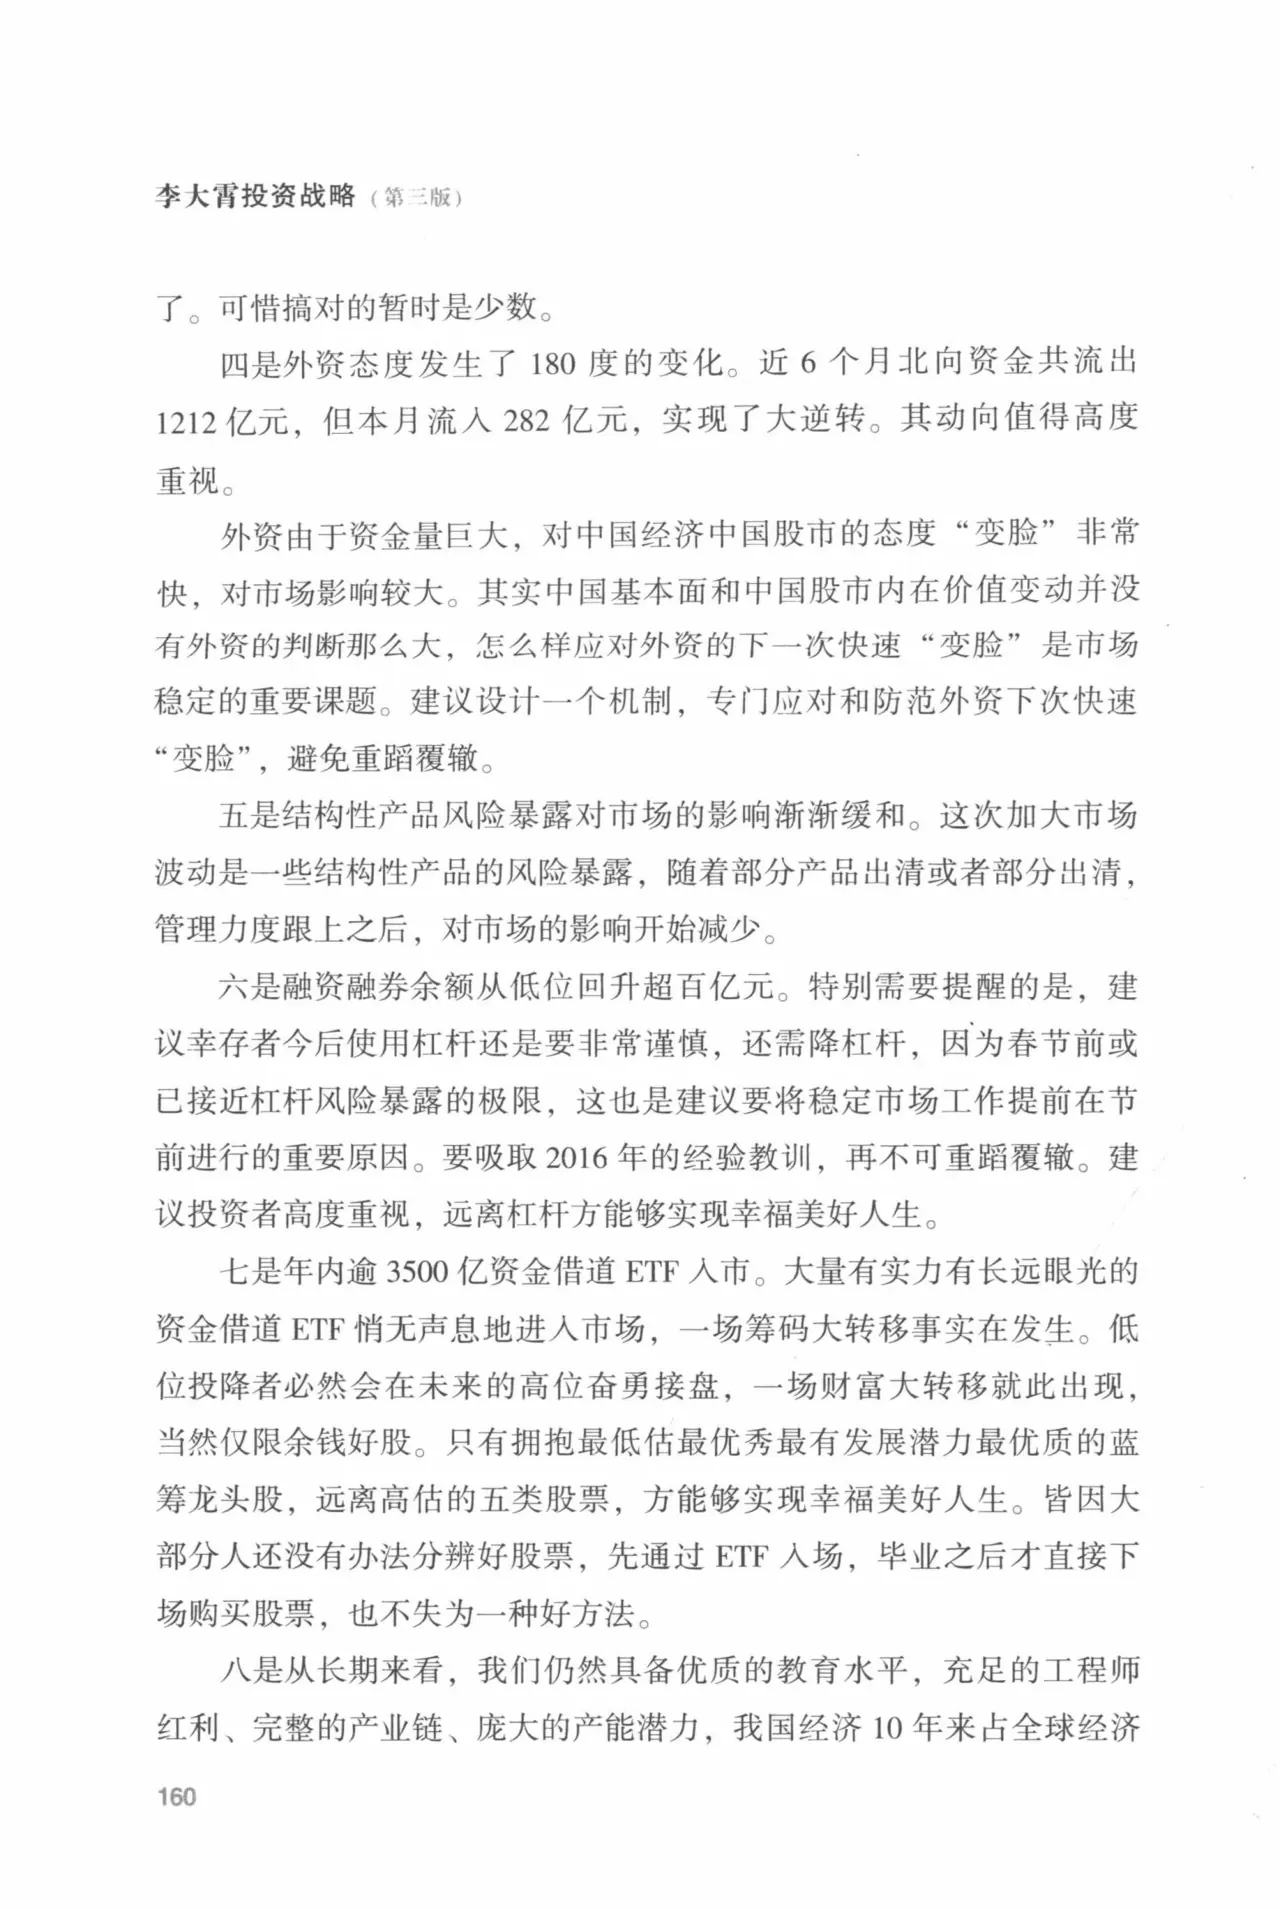 李大霄投资战略（第三版）
了。可惜搞对的暂时是少数。
四是外资态度发生了 180 度的变化。近 6 个月北向资金共流出
1212 亿元，但本月流入 282 亿元，实现了大逆转。其动向值得高度
重视。
外资由于资金量巨大，对中国经济中国股市的态度“变脸”非常
快，对市场影响较大。其实中国基本面和中国股市内在价值变动并没
有外资的判断那么大，怎么样应对外资的下一次快速“变脸”是市场
稳定的重要课题。建议设计一个机制，专门应对和防范外资下次快速
“变脸”，避免重蹈覆辙。
五是结构性产品风险暴露对市场的影响渐渐缓和。这次加大市场
波动是一些结构性产品的风险暴露，随着部分产品出清或者部分出清，
管理力度跟上之后，对市场的影响开始减少。
六是融资融券余额从低位回升超百亿元。特别需要提醒的是，建
议幸存者今后使用杠杆还是要非常谨慎，还需降杠杆，因为春节前或
已接近杠杆风险暴露的极限，这也是建议要将稳定市场工作提前在节
前进行的重要原因。要吸取 2016 年的经验教训，再不可重蹈覆辙。建
议投资者高度重视，远离杠杆方能够实现幸福美好人生。
七是年内逾 3500 亿资金借道 ETF 入市。大量有实力有长远眼光的
资金借道 ETF 悄无声息地进入市场，一场筹码大转移事实在发生。低
位投降者必然会在未来的高位奋勇接盘，一场财富大转移就此出现，
当然仅限余钱好股。只有拥抱最低估最优秀最有发展潜力最优质的蓝
筹龙头股，远离高估的五类股票，方能够实现幸福美好人生。皆因大
部分人还没有办法分辨好股票，先通过 ETF 入场，毕业之后才直接下
场购买股票，也不失为一种好方法。
八是从长期来看，我们仍然具备优质的教育水平，充足的工程师
红利、完整的产业链、庞大的产能潜力，我国经济 10 年来占全球经济
160